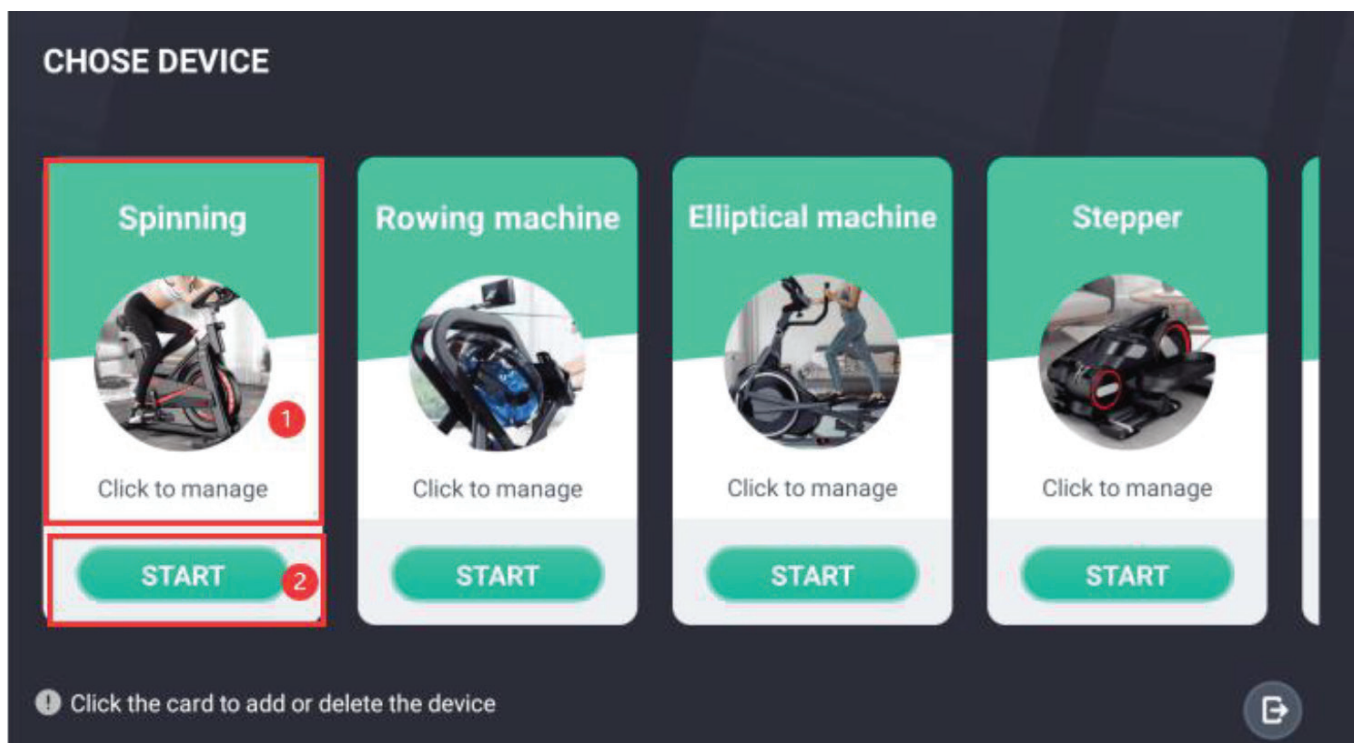 CHOSE DEVICE
Spinning
Rowing machine
Elliptical machine
Stepper
1
Click to manage
Click to manage
Click to manage
Click to manage
START
2
START
START
START
Click the card to add or delete the device